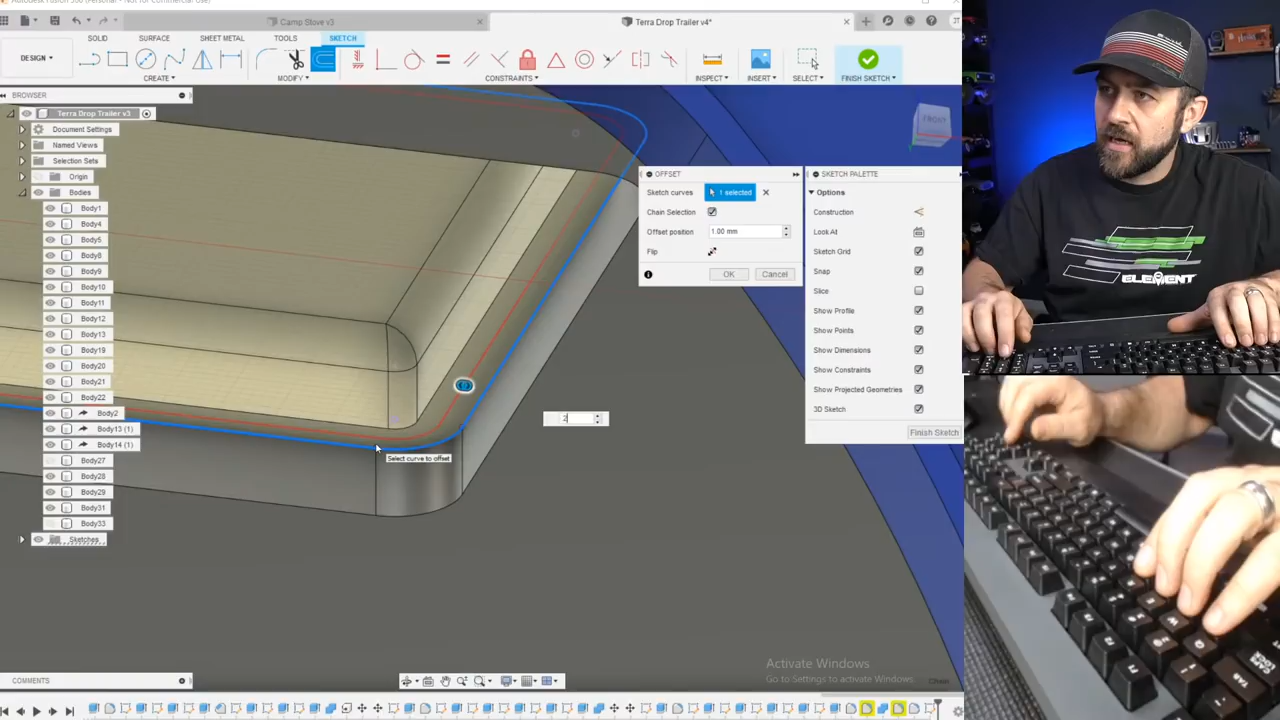 Autodesk Fusion 360 (Personal - Not for Commercial Use)
Camp Stove v3
Terra Drop Trailer v4*
SOLID SURFACE SHEET METAL TOOLS SKETCH
DESIGN
CREATE MODIFY CONSTRAINTS INSPECT INSERT SELECT FINISH SKETCH
BROWSER
Terra Drop Trailer v3
Document Settings
Named Views
Selection Sets
Origin
Bodies
Body1
Body4
Body5
Body8
Body9
Body10
Body11
Body12
Body13
Body19
Body20
Body21
Body22
Body2
Body13 (1)
Body14 (1)
Body27
Body28
Body29
Body31
Body33
Sketches
FRONT
OFFSET
Sketch curves 1 selected
Chain Selection
Offset position 1.00 mm
Flip
OK Cancel
SKETCH PALETTE
Options
Construction
Look At
Sketch Grid
Snap
Slice
Show Profile
Show Points
Show Dimensions
Show Constraints
Show Projected Geometries
3D Sketch
Finish Sketch
2
Select curve to offset
Activate Windows
Go to Settings to activate Windows.
Chain
COMMENTS
ELEMENT